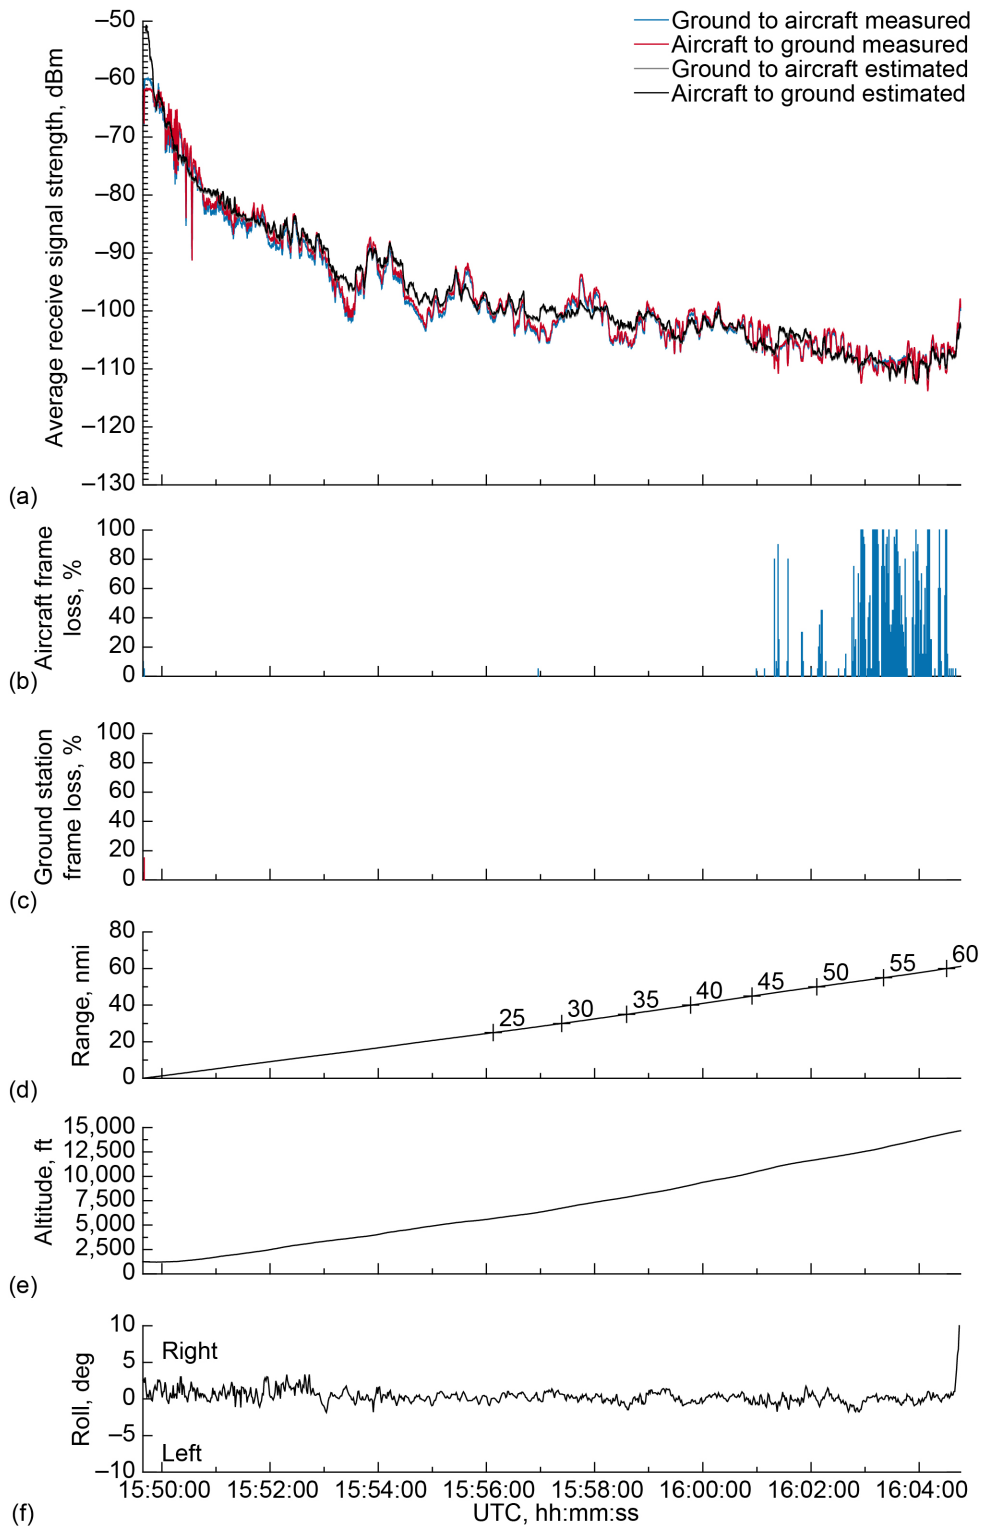 Ground to aircraft measured
Aircraft to ground measured
Ground to aircraft estimated
Aircraft to ground estimated
Average receive signal strength, dBm
–50
–60
–70
–80
–90
–100
–110
–120
–130
(a)
Aircraft frame
loss, %
100
80
60
40
20
0
(b)
Ground station
frame loss, %
100
80
60
40
20
0
(c)
Range, nmi
80
60
40
20
0
25
30
35
40
45
50
55
60
(d)
Altitude, ft
15,000
12,500
10,000
7,500
5,000
2,500
0
(e)
Roll, deg
10
5
0
–5
–10
Right
Left
15:50:00 15:52:00 15:54:00 15:56:00 15:58:00 16:00:00 16:02:00 16:04:00
UTC, hh:mm:ss
(f)